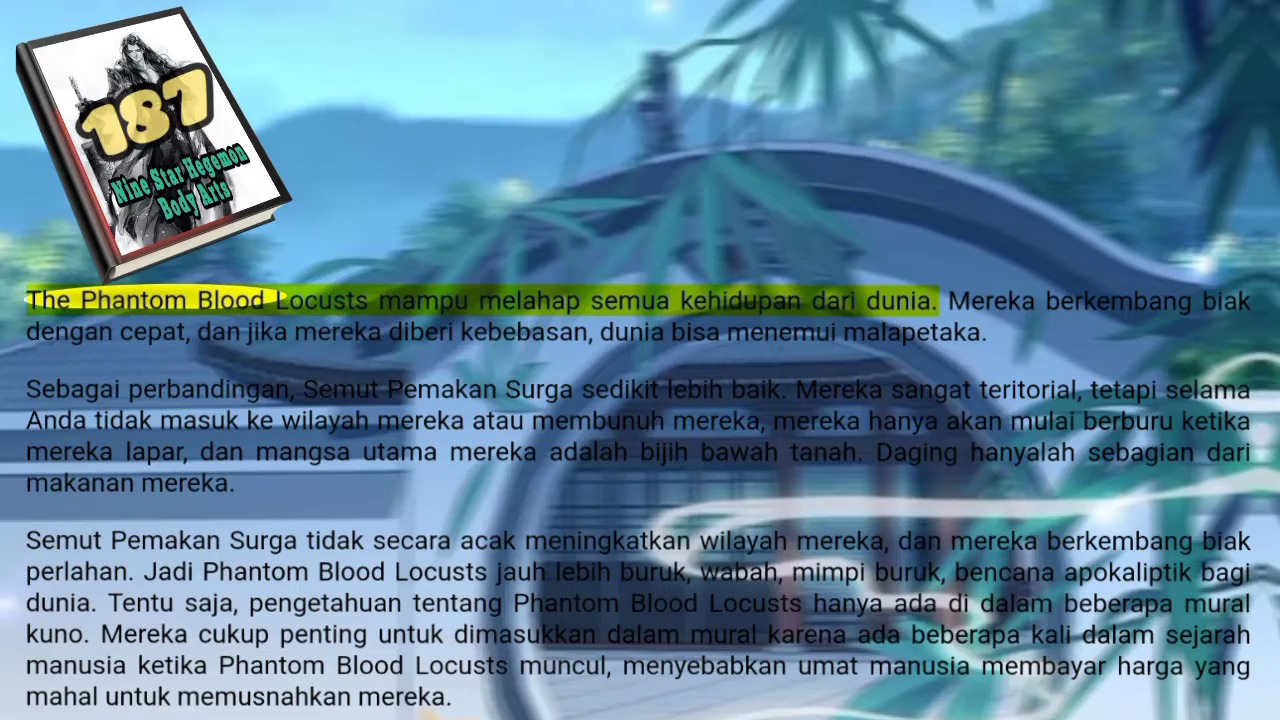 187
Nine Star Hegemon
Body Arts
The Phantom Blood Locusts mampu melahap semua kehidupan dari dunia. Mereka berkembang biak
dengan cepat, dan jika mereka diberi kebebasan, dunia bisa menemui malapetaka.
Sebagai perbandingan, Semut Pemakan Surga sedikit lebih baik. Mereka sangat teritorial, tetapi selama
Anda tidak masuk ke wilayah mereka atau membunuh mereka, mereka hanya akan mulai berburu ketika
mereka lapar, dan mangsa utama mereka adalah bijih bawah tanah. Daging hanyalah sebagian dari
makanan mereka.
Semut Pemakan Surga tidak secara acak meningkatkan wilayah mereka, dan mereka berkembang biak
perlahan. Jadi Phantom Blood Locusts jauh lebih buruk, wabah, mimpi buruk, bencana apokaliptik bagi
dunia. Tentu saja, pengetahuan tentang Phantom Blood Locusts hanya ada di dalam beberapa mural
kuno. Mereka cukup penting untuk dimasukkan dalam mural karena ada beberapa kali dalam sejarah
manusia ketika Phantom Blood Locusts muncul, menyebabkan umat manusia membayar harga yang
mahal untuk memusnahkan mereka.